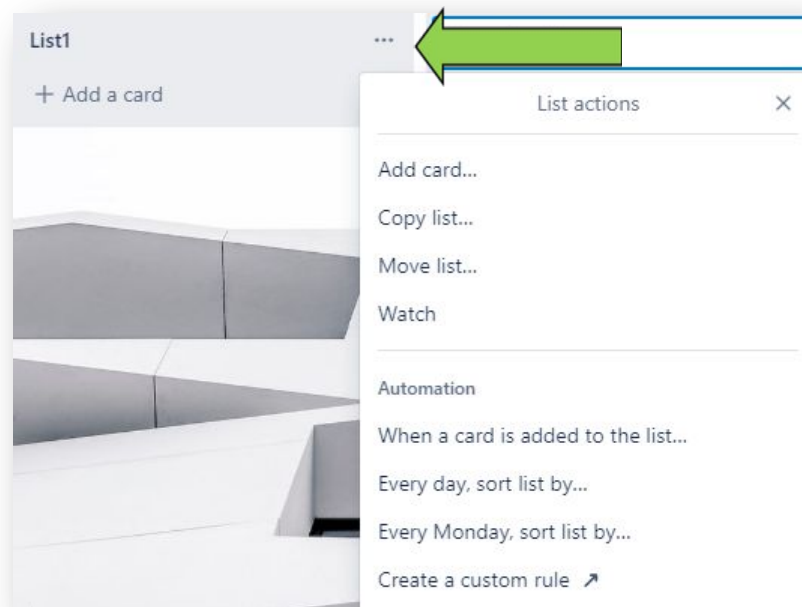 List1 ...
+ Add a card
List actions ×
Add card...
Copy list...
Move list...
Watch
Automation
When a card is added to the list...
Every day, sort list by...
Every Monday, sort list by...
Create a custom rule ↗